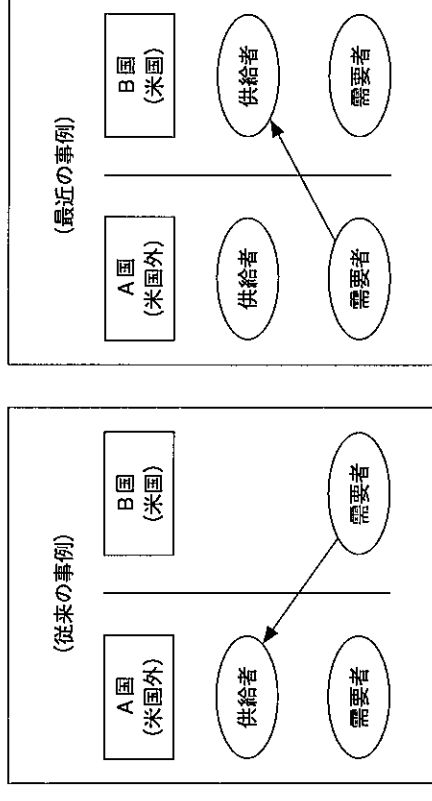 (従来の事例)
A国
(米国外)
B国
(米国)
供給者
需要者
需要者
(最近の事例)
A国
(米国外)
B国
(米国)
供給者
供給者
需要者
需要者